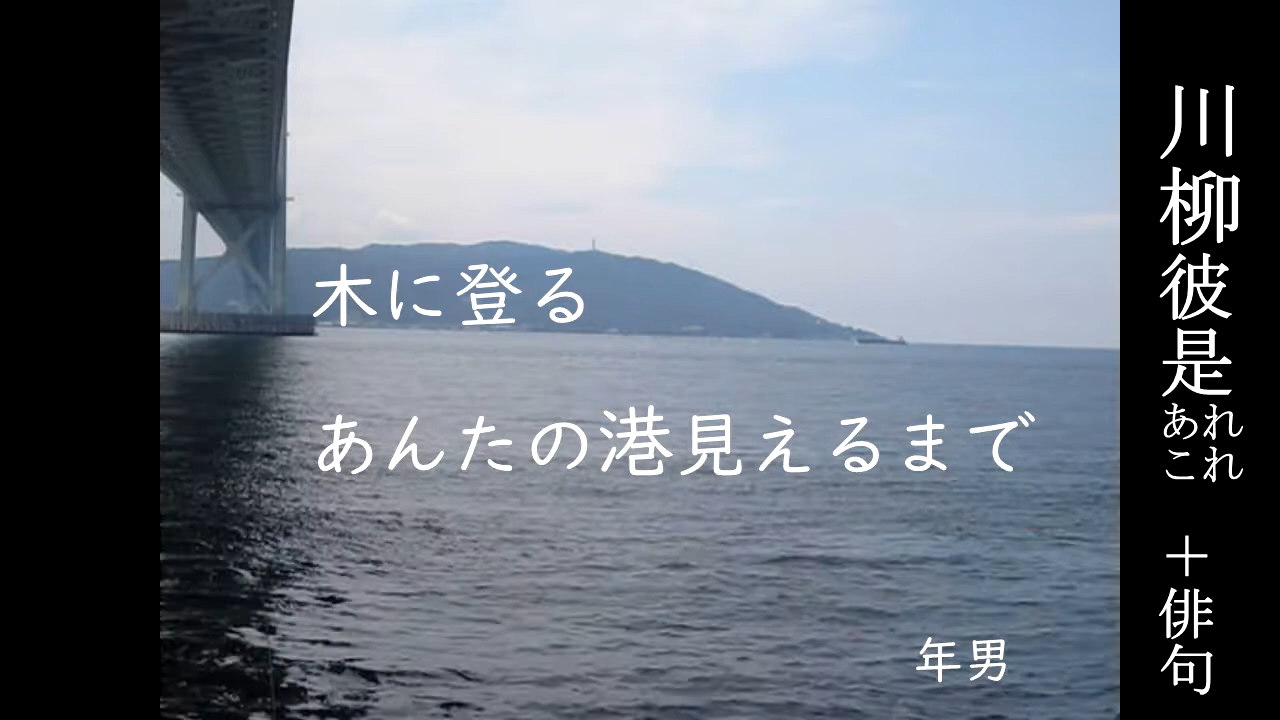 木に登る
あんたの港見えるまで
年男
川柳彼是あれこれ ＋俳句